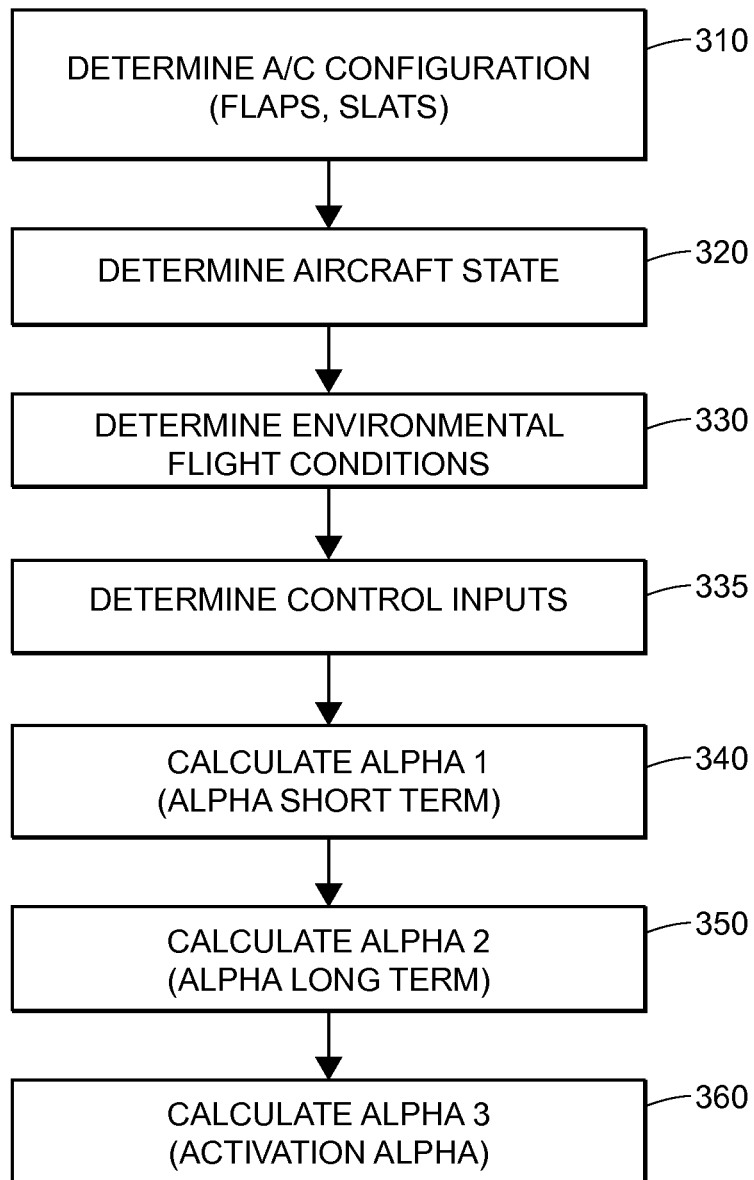 DETERMINE A/C CONFIGURATION
(FLAPS, SLATS)
310
DETERMINE AIRCRAFT STATE
320
DETERMINE ENVIRONMENTAL
FLIGHT CONDITIONS
330
DETERMINE CONTROL INPUTS
335
CALCULATE ALPHA 1
(ALPHA SHORT TERM)
340
CALCULATE ALPHA 2
(ALPHA LONG TERM)
350
CALCULATE ALPHA 3
(ACTIVATION ALPHA)
360